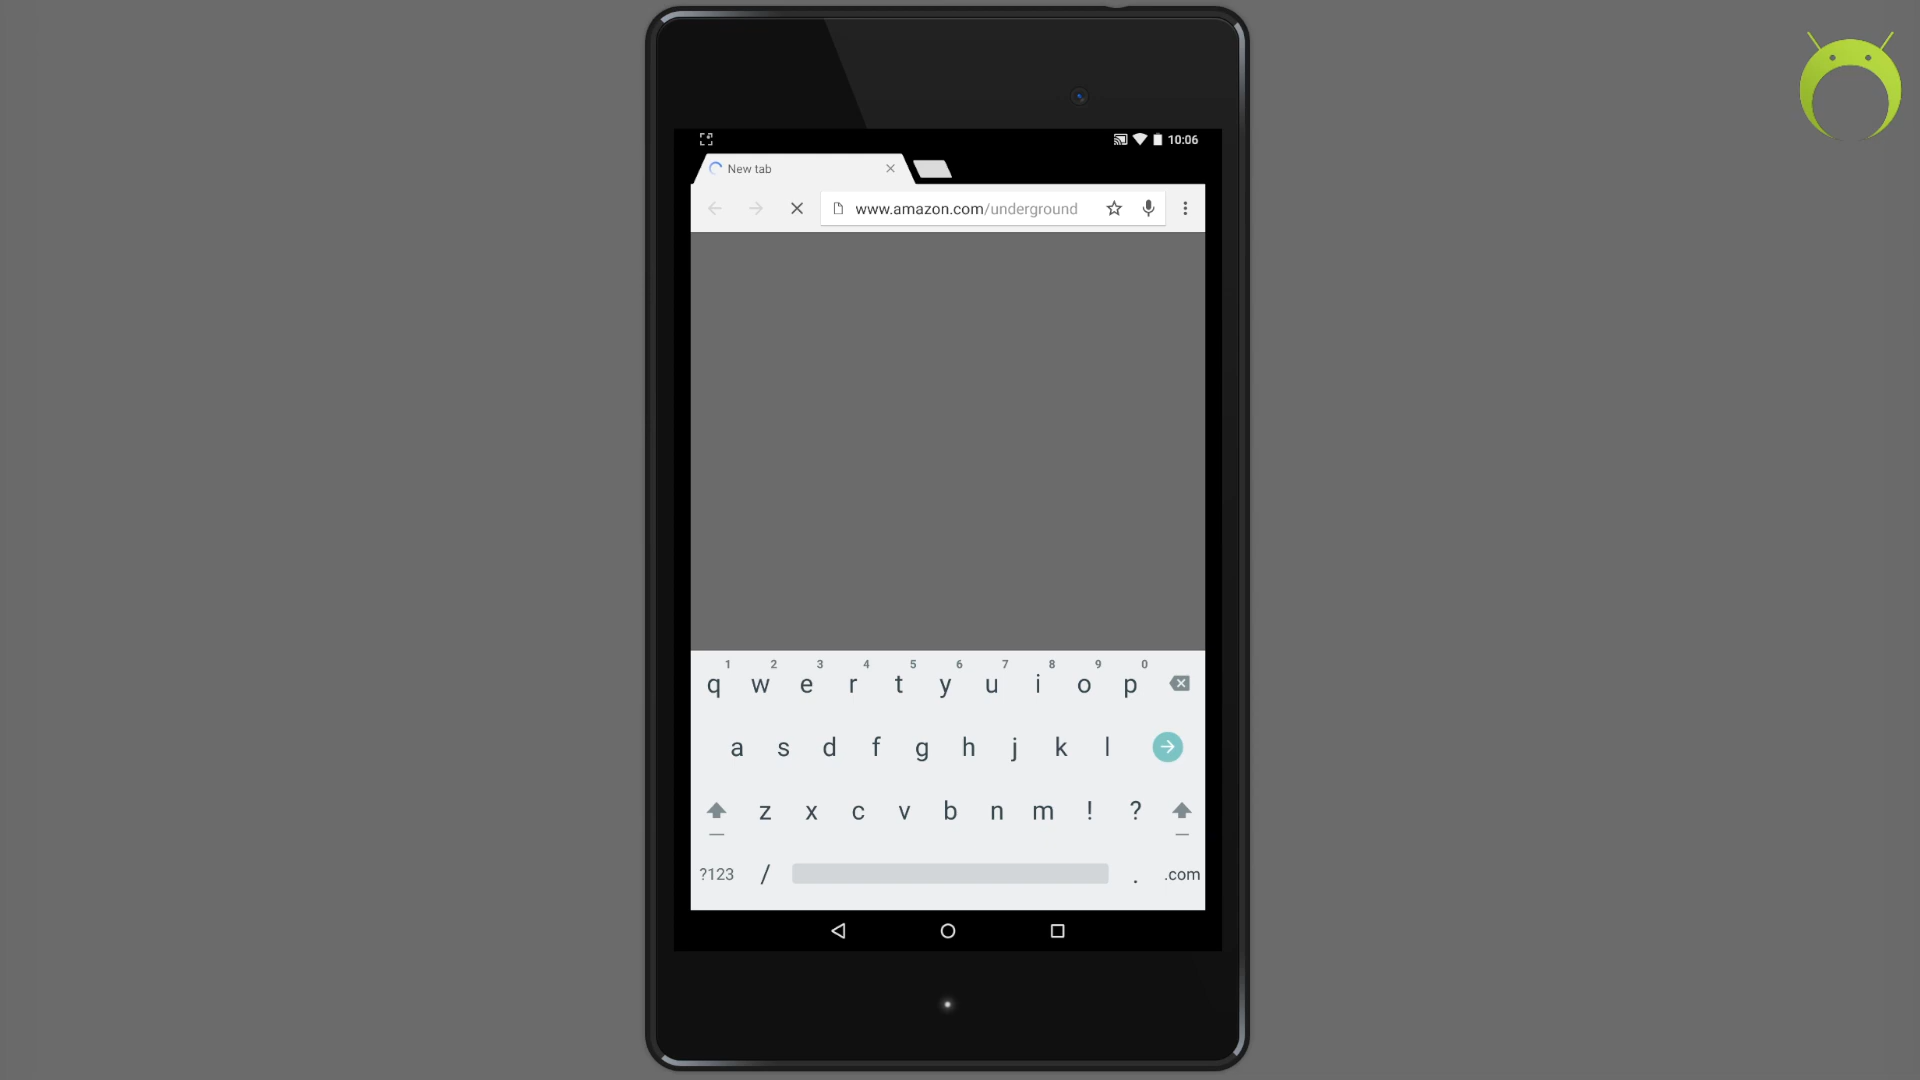 10:06
New tab
www.amazon.com/underground
1 2 3 4 5 6 7 8 9 0
q w e r t y u i o p
a s d f g h j k l
z x c v b n m ! ?
?123 / . .com